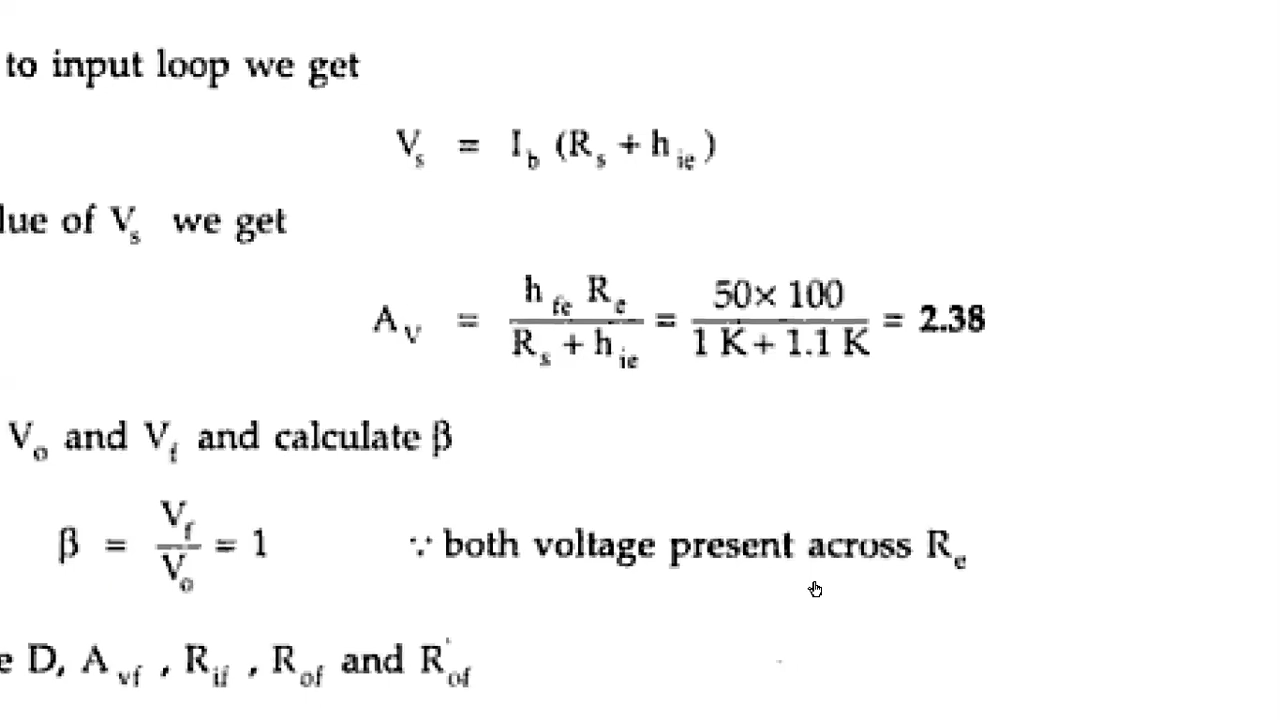 to input loop we get
V_s = I_b (R_s + h_ie)
lue of V_s we get
A_V = h_fe R_e / R_s + h_ie = 50× 100 / 1 K + 1.1 K = 2.38
V_o and V_f and calculate β
β = V_f / V_o = 1 ∵ both voltage present across R_e
e D, A_vf , R_if , R_of and R'_of